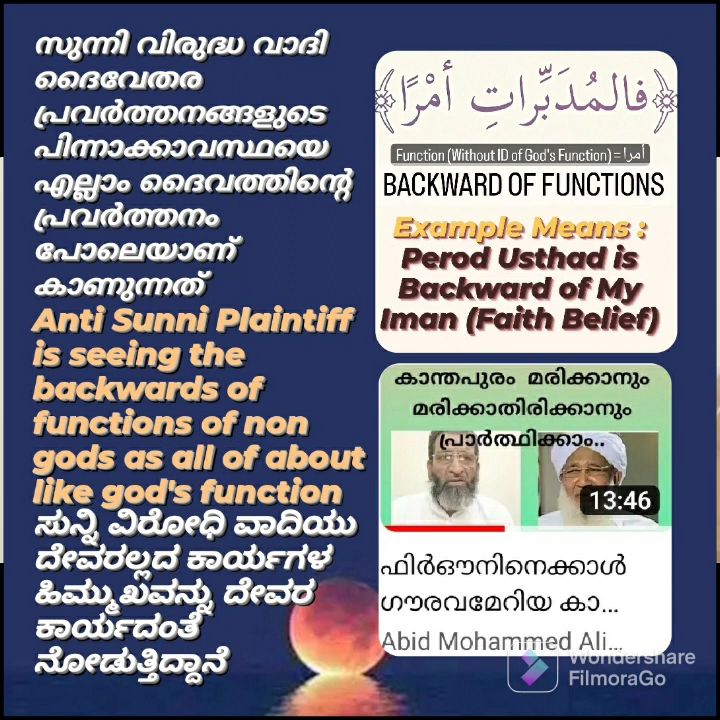 സുന്നി വിരുദ്ധ വാദി
ദൈവേതര
പ്രവർത്തനങ്ങളുടെ
പിന്നാക്കാവസ്ഥയെ
എല്ലാം ദൈവത്തിന്റെ
പ്രവർത്തനം
പോലെയാണ്
കാണുന്നത്
Anti Sunni Plaintiff
is seeing the
backwards of
functions of non
gods as all of about
like god's function
ಸುನ್ನಿ ವಿರೋಧಿ ವಾದಿಯು
ದೇವರಲ್ಲದ ಕಾರ್ಯಗಳ
ಹಿಮ್ಮುಖವನ್ನು ದೇವರ
ಕಾರ್ಯದಂತೆ
ನೋಡುತ್ತಿದ್ದಾನೆ
﴿فَالمُدَبِّرَاتِ أَمْرًا﴾
Function (Without ID of God's Function) = أمرا
BACKWARD OF FUNCTIONS
Example Means :
Perod Usthad is
Backward of My
Iman (Faith Belief)
കാന്തപുരം മരിക്കാനും
മരിക്കാതിരിക്കാനും
പ്രാർത്ഥിക്കാം..
13:46
ഫിർഔനിനെക്കാൾ
ഗൗരവമേറിയ കാ...
Abid Mohammed Ali...
Wondershare
FilmoraGo